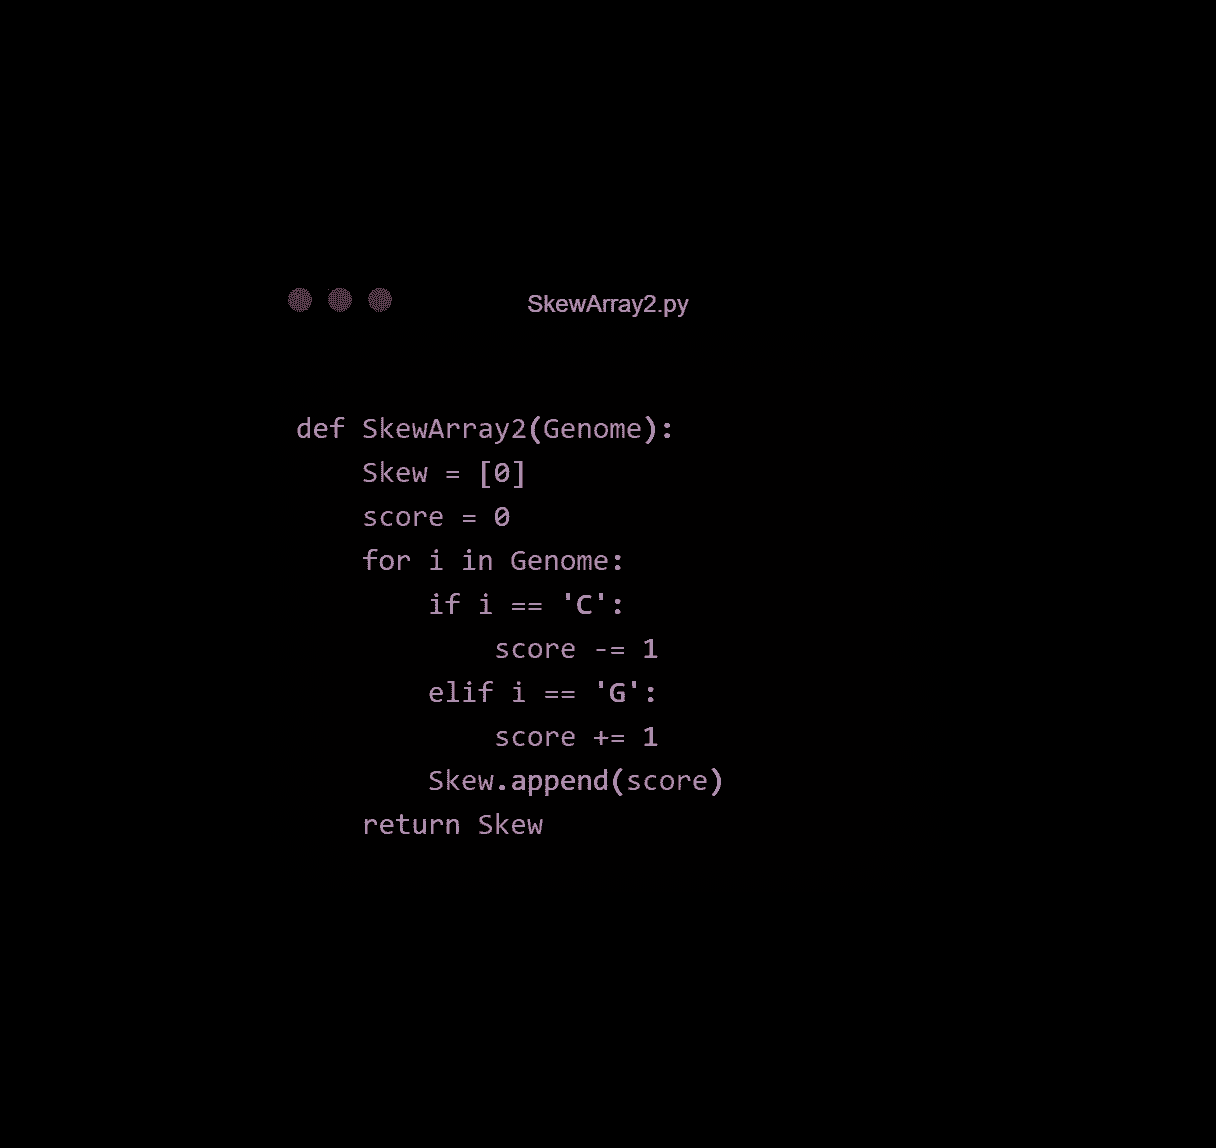 SkewArray2.py
def SkewArray2(Genome):
    Skew = [0]
    score = 0
    for i in Genome:
        if i == 'C':
            score -= 1
        elif i == 'G':
            score += 1
        Skew.append(score)
    return Skew